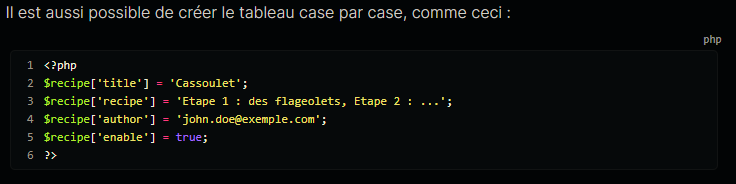 Il est aussi possible de créer le tableau case par case, comme ceci :
php
1 <?php
2 $recipe['title'] = 'Cassoulet';
3 $recipe['recipe'] = 'Etape 1 : des flageolets, Etape 2 : ...';
4 $recipe['author'] = 'john.doe@exemple.com';
5 $recipe['enable'] = true;
6 ?>